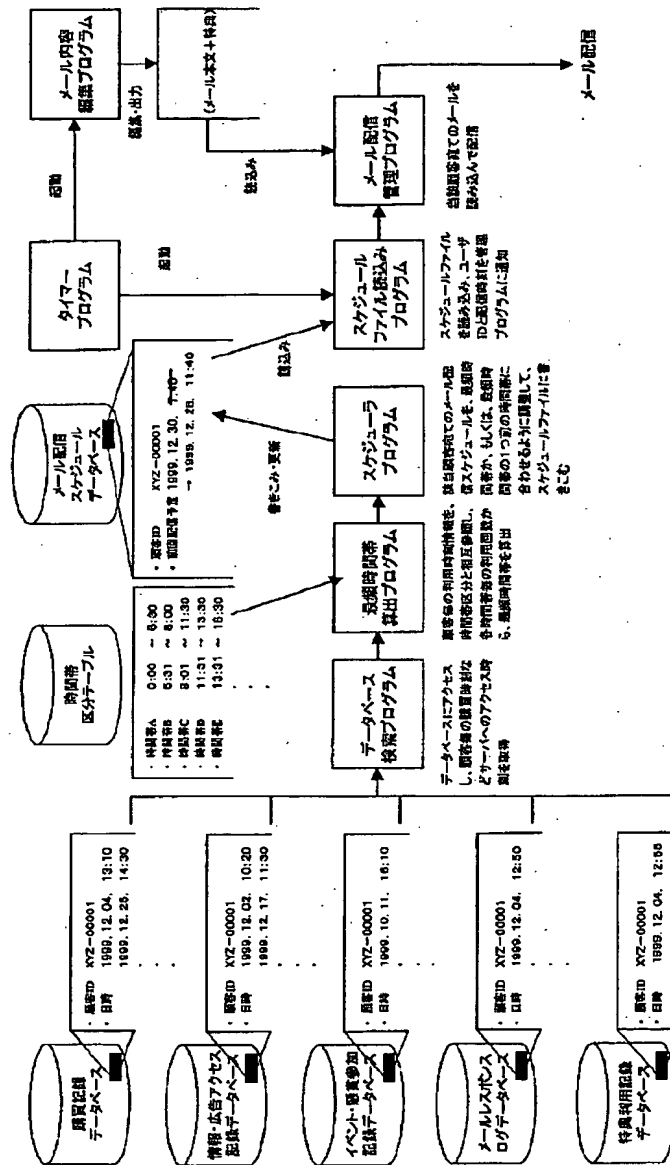 購買記録
データベース
・ 顧客ID XYZ-00001
・ 日時 1999. 12. 04. 13:10
1999. 12. 25. 14:30
情報・広告アクセス
記録データベース
・ 顧客ID XYZ-00001
・ 日時 1999. 12. 02. 10:20
1999. 12. 17. 11:30
イベント・懸賞参加
記録データベース
・ 顧客ID XYZ-00001
・ 日時 1999. 10. 11. 16:10
メールレスポンス
ログデータベース
・ 顧客ID XYZ-00001
・ 日時 1999. 12. 04. 12:50
特典利用記録
データベース
・ 顧客ID XYZ-00001
・ 日時 1999. 12. 04. 12:55
時間帯
区分テーブル
・ 時間帯A 0:00 ~ 5:30
・ 時間帯B 5:31 ~ 8:00
・ 時間帯C 8:01 ~ 11:30
・ 時間帯D 11:31 ~ 13:30
・ 時間帯E 13:31 ~ 16:30
メール配信
スケジュール
データベース
・ 顧客ID XYZ-00001
・ 前回配信予定 1999. 12. 30. 7:40
→ 1999. 12. 28. 11:40
データベース
検索プログラム
データベースにアクセス
し、顧客毎の購買時刻な
どサーバへのアクセス時
刻を取得
最頻時間帯
算出プログラム
顧客毎の利用時刻情報を、
時間帯区分と相互参照し、
各時間帯毎の利用回数か
ら、最頻時間帯を算出
書きこみ・更新
スケジューラ
プログラム
該当顧客宛てのメール配
信スケジュールを、最頻時
間帯か、もしくは、最頻時
間帯の1つ前の時間帯に
合わせるように調整して、
スケジュールファイルに書
きこむ
読込み
タイマー
プログラム
起動
起動
スケジュール
ファイル読込み
プログラム
スケジュールファイル
を読み込み、ユーザ
IDと配信時刻を管理
プログラムに通知
メール内容
編集プログラム
編集・出力
(メール本文+特典)
読込み
メール配信
管理プログラム
当該顧客宛てのメールを
読み込んで配信
メール配信